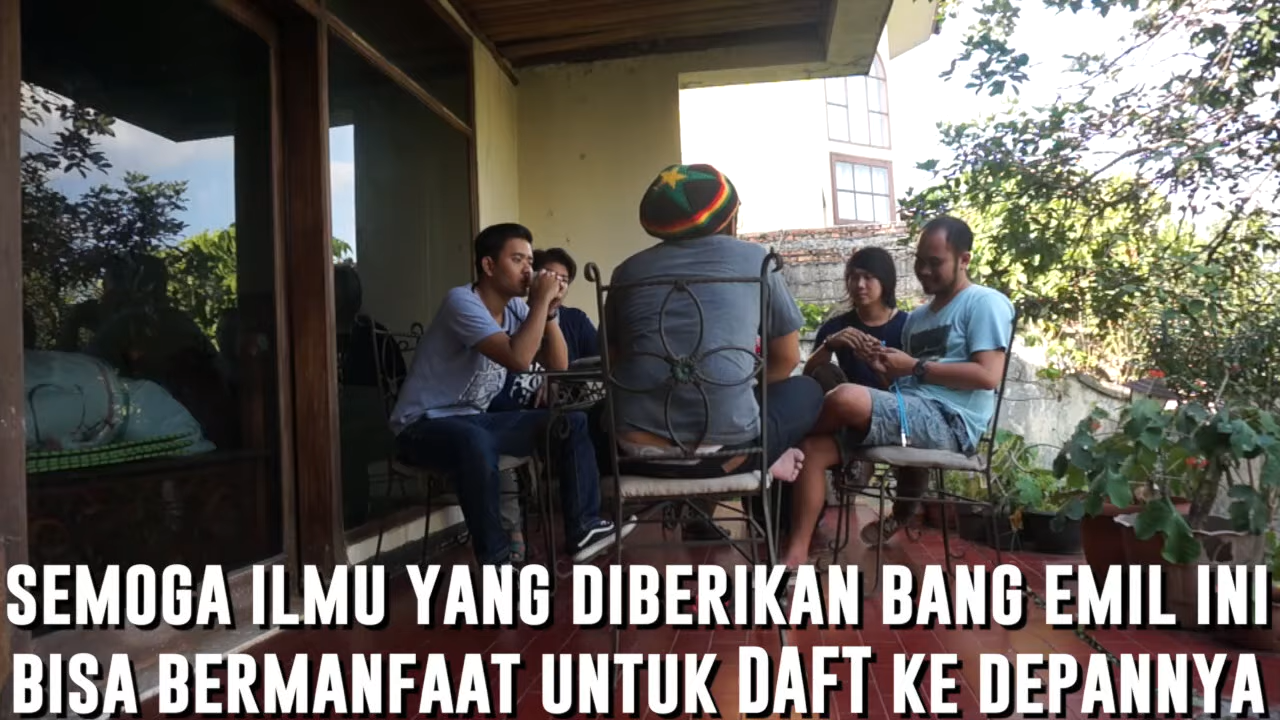 SEMOGA ILMU YANG DIBERIKAN BANG EMIL INI
BISA BERMANFAAT UNTUK DAFT KE DEPANNYA